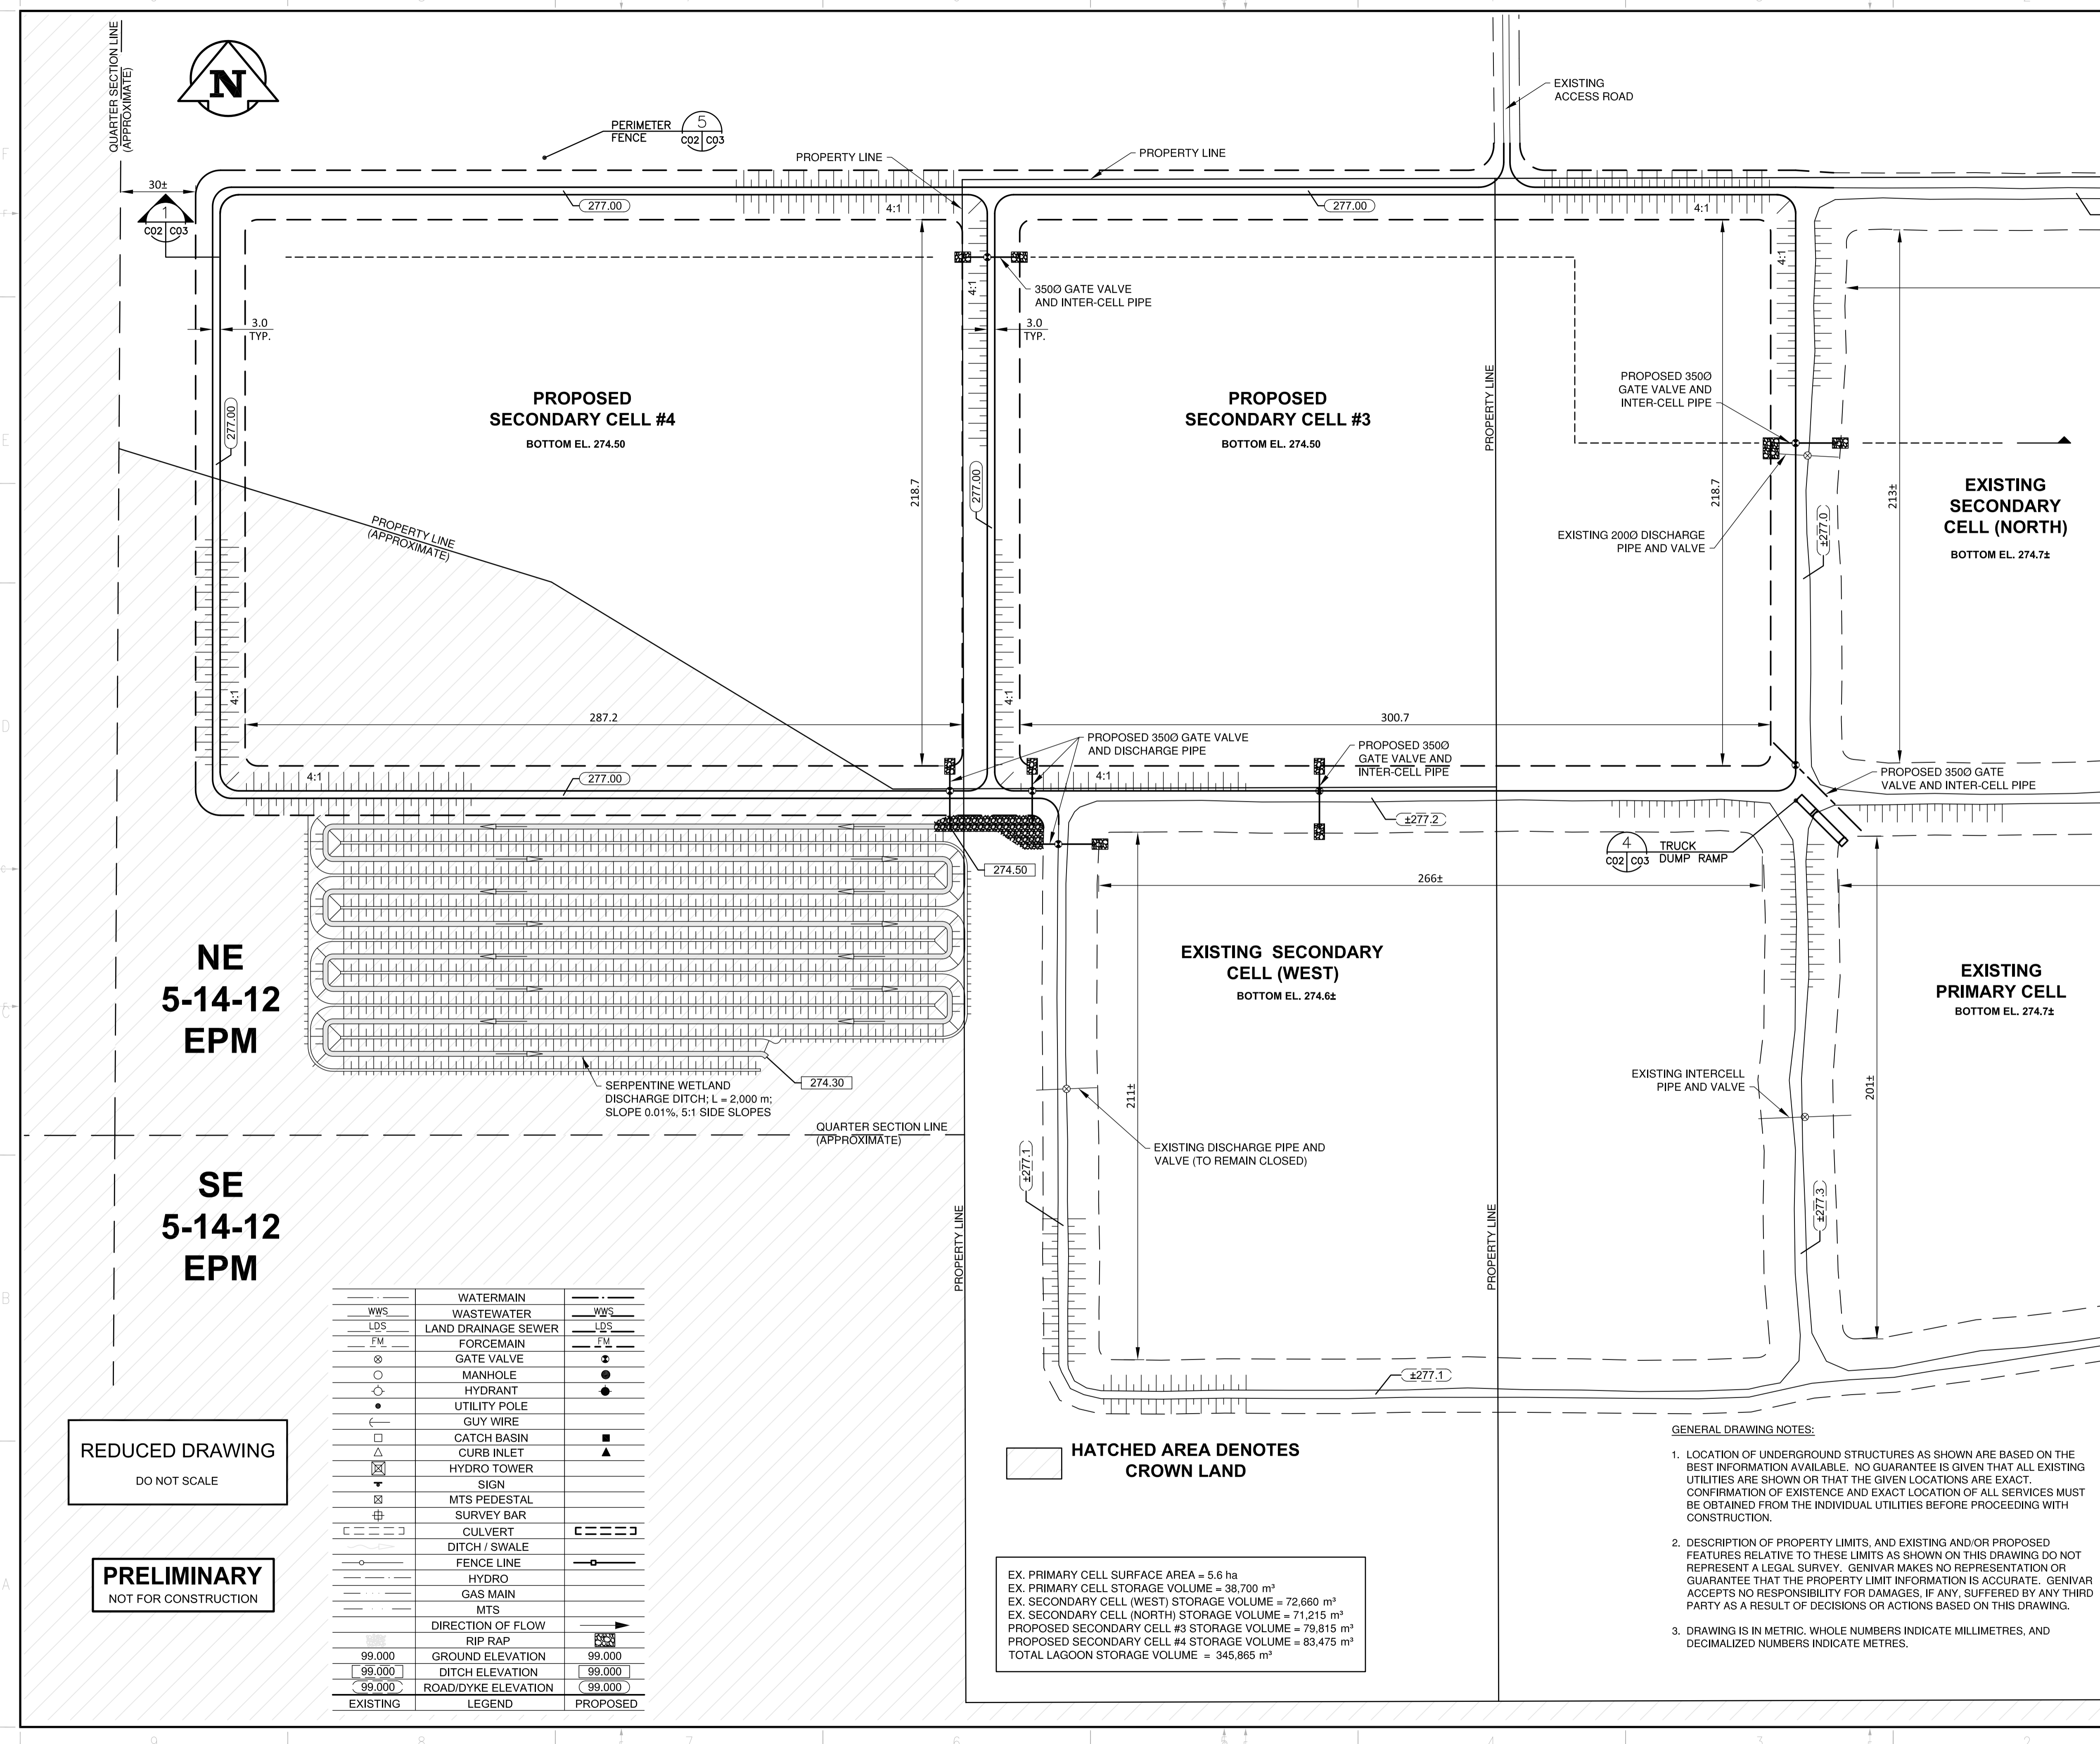 QUARTER SECTION LINE
(APPROXIMATE)
N
EXISTING
ACCESS ROAD
PERIMETER
FENCE
5
C02 C03
PROPERTY LINE
PROPERTY LINE
30±
1
C02 C03
277.00
4:1
277.00
4:1
4:1
350Ø GATE VALVE
AND INTER-CELL PIPE
4:1
3.0
TYP.
3.0
TYP.
PROPOSED
SECONDARY CELL #4
BOTTOM EL. 274.50
PROPOSED
SECONDARY CELL #3
BOTTOM EL. 274.50
PROPERTY LINE
PROPOSED 350Ø
GATE VALVE AND
INTER-CELL PIPE
277.00
277.00
218.7
218.7
213±
EXISTING
SECONDARY
CELL (NORTH)
BOTTOM EL. 274.7±
EXISTING 200Ø DISCHARGE
PIPE AND VALVE
±277.0
PROPERTY LINE
(APPROXIMATE)
4:1
4:1
287.2
300.7
PROPOSED 350Ø GATE VALVE
AND DISCHARGE PIPE
PROPOSED 350Ø
GATE VALVE AND
INTER-CELL PIPE
4:1
277.00
4:1
PROPOSED 350Ø GATE
VALVE AND INTER-CELL PIPE
±277.2
4
C02 C03
TRUCK
DUMP RAMP
274.50
266±
NE
5-14-12
EPM
EXISTING SECONDARY
CELL (WEST)
BOTTOM EL. 274.6±
EXISTING
PRIMARY CELL
BOTTOM EL. 274.7±
SERPENTINE WETLAND
DISCHARGE DITCH; L = 2,000 m;
SLOPE 0.01%, 5:1 SIDE SLOPES
274.30
211±
EXISTING INTERCELL
PIPE AND VALVE
201±
QUARTER SECTION LINE
(APPROXIMATE)
EXISTING DISCHARGE PIPE AND
VALVE (TO REMAIN CLOSED)
±277.1
±277.3
SE
5-14-12
EPM
PROPERTY LINE
PROPERTY LINE
±277.1
WATERMAIN
WWS WASTEWATER WWS
LDS LAND DRAINAGE SEWER LDS
FM FORCEMAIN FM
GATE VALVE
MANHOLE
HYDRANT
UTILITY POLE
GUY WIRE
CATCH BASIN
CURB INLET
HYDRO TOWER
SIGN
MTS PEDESTAL
SURVEY BAR
CULVERT
DITCH / SWALE
FENCE LINE
HYDRO
GAS MAIN
MTS
DIRECTION OF FLOW
RIP RAP
99.000 GROUND ELEVATION 99.000
99.000 DITCH ELEVATION 99.000
99.000 ROAD/DYKE ELEVATION 99.000
EXISTING LEGEND PROPOSED
REDUCED DRAWING
DO NOT SCALE
PRELIMINARY
NOT FOR CONSTRUCTION
HATCHED AREA DENOTES
CROWN LAND
EX. PRIMARY CELL SURFACE AREA = 5.6 ha
EX. PRIMARY CELL STORAGE VOLUME = 38,700 m³
EX. SECONDARY CELL (WEST) STORAGE VOLUME = 72,660 m³
EX. SECONDARY CELL (NORTH) STORAGE VOLUME = 71,215 m³
PROPOSED SECONDARY CELL #3 STORAGE VOLUME = 79,815 m³
PROPOSED SECONDARY CELL #4 STORAGE VOLUME = 83,475 m³
TOTAL LAGOON STORAGE VOLUME = 345,865 m³
GENERAL DRAWING NOTES:
1. LOCATION OF UNDERGROUND STRUCTURES AS SHOWN ARE BASED ON THE
BEST INFORMATION AVAILABLE. NO GUARANTEE IS GIVEN THAT ALL EXISTING
UTILITIES ARE SHOWN OR THAT THE GIVEN LOCATIONS ARE EXACT.
CONFIRMATION OF EXISTENCE AND EXACT LOCATION OF ALL SERVICES MUST
BE OBTAINED FROM THE INDIVIDUAL UTILITIES BEFORE PROCEEDING WITH
CONSTRUCTION.
2. DESCRIPTION OF PROPERTY LIMITS, AND EXISTING AND/OR PROPOSED
FEATURES RELATIVE TO THESE LIMITS AS SHOWN ON THIS DRAWING DO NOT
REPRESENT A LEGAL SURVEY. GENIVAR MAKES NO REPRESENTATION OR
GUARANTEE THAT THE PROPERTY LIMIT INFORMATION IS ACCURATE. GENIVAR
ACCEPTS NO RESPONSIBILITY FOR DAMAGES, IF ANY, SUFFERED BY ANY THIRD
PARTY AS A RESULT OF DECISIONS OR ACTIONS BASED ON THIS DRAWING.
3. DRAWING IS IN METRIC. WHOLE NUMBERS INDICATE MILLIMETRES, AND
DECIMALIZED NUMBERS INDICATE METRES.